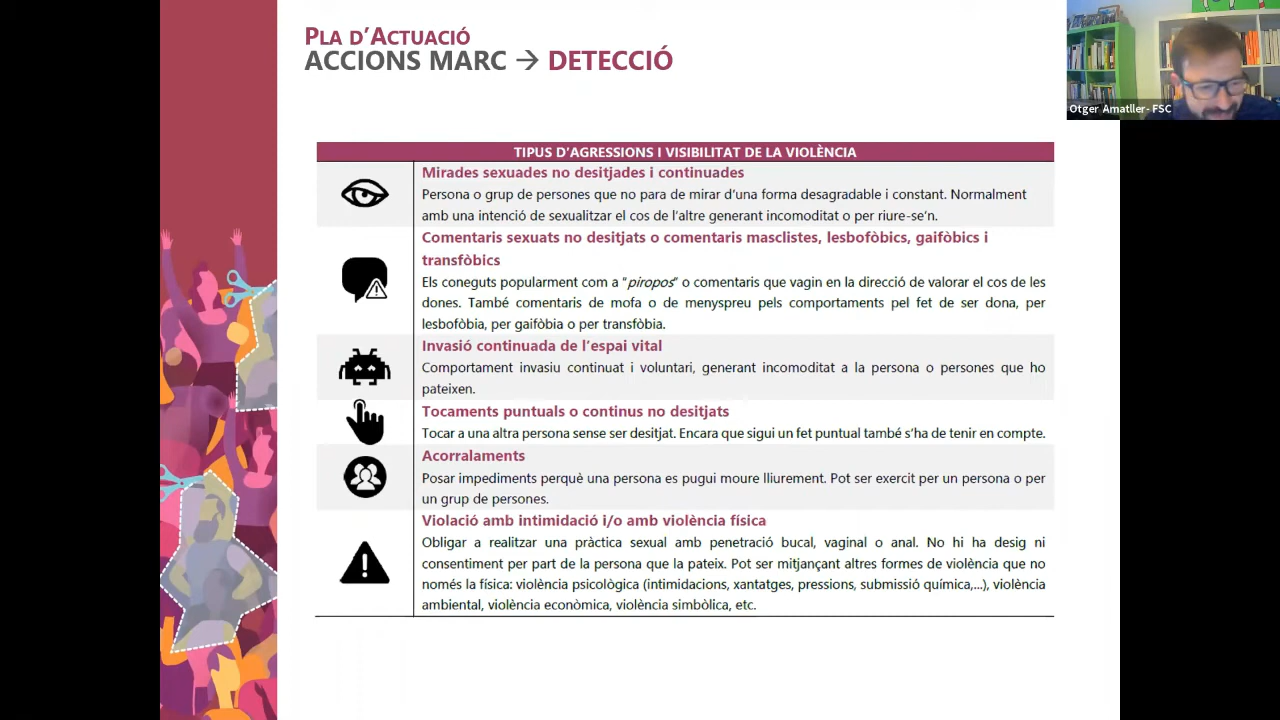 PLA D'ACTUACIÓ
ACCIONS MARC → DETECCIÓ
Otger Amatller- FSC
TIPUS D'AGRESSIONS I VISIBILITAT DE LA VIOLÈNCIA
Mirades sexuades no desitjades i continuades
Persona o grup de persones que no para de mirar d'una forma desagradable i constant. Normalment
amb una intenció de sexualitzar el cos de l'altre generant incomoditat o per riure-se'n.
Comentaris sexuats no desitjats o comentaris masclistes, lesbofòbics, gaifòbics i
transfòbics
Els coneguts popularment com a "piropos" o comentaris que vagin en la direcció de valorar el cos de les
dones. També comentaris de mofa o de menyspreu pels comportaments pel fet de ser dona, per
lesbofòbia, per gaifòbia o per transfòbia.
Invasió continuada de l'espai vital
Comportament invasiu continuat i voluntari, generant incomoditat a la persona o persones que ho
pateixen.
Tocaments puntuals o continus no desitjats
Tocar a una altra persona sense ser desitjat. Encara que sigui un fet puntual també s'ha de tenir en compte.
Acorralaments
Posar impediments perquè una persona es pugui moure lliurement. Pot ser exercit per un persona o per
un grup de persones.
Violació amb intimidació i/o amb violència física
Obligar a realitzar una pràctica sexual amb penetració bucal, vaginal o anal. No hi ha desig ni
consentiment per part de la persona que la pateix. Pot ser mitjançant altres formes de violència que no
només la física: violència psicològica (intimidacions, xantatges, pressions, submissió química,...), violència
ambiental, violència econòmica, violència simbòlica, etc.